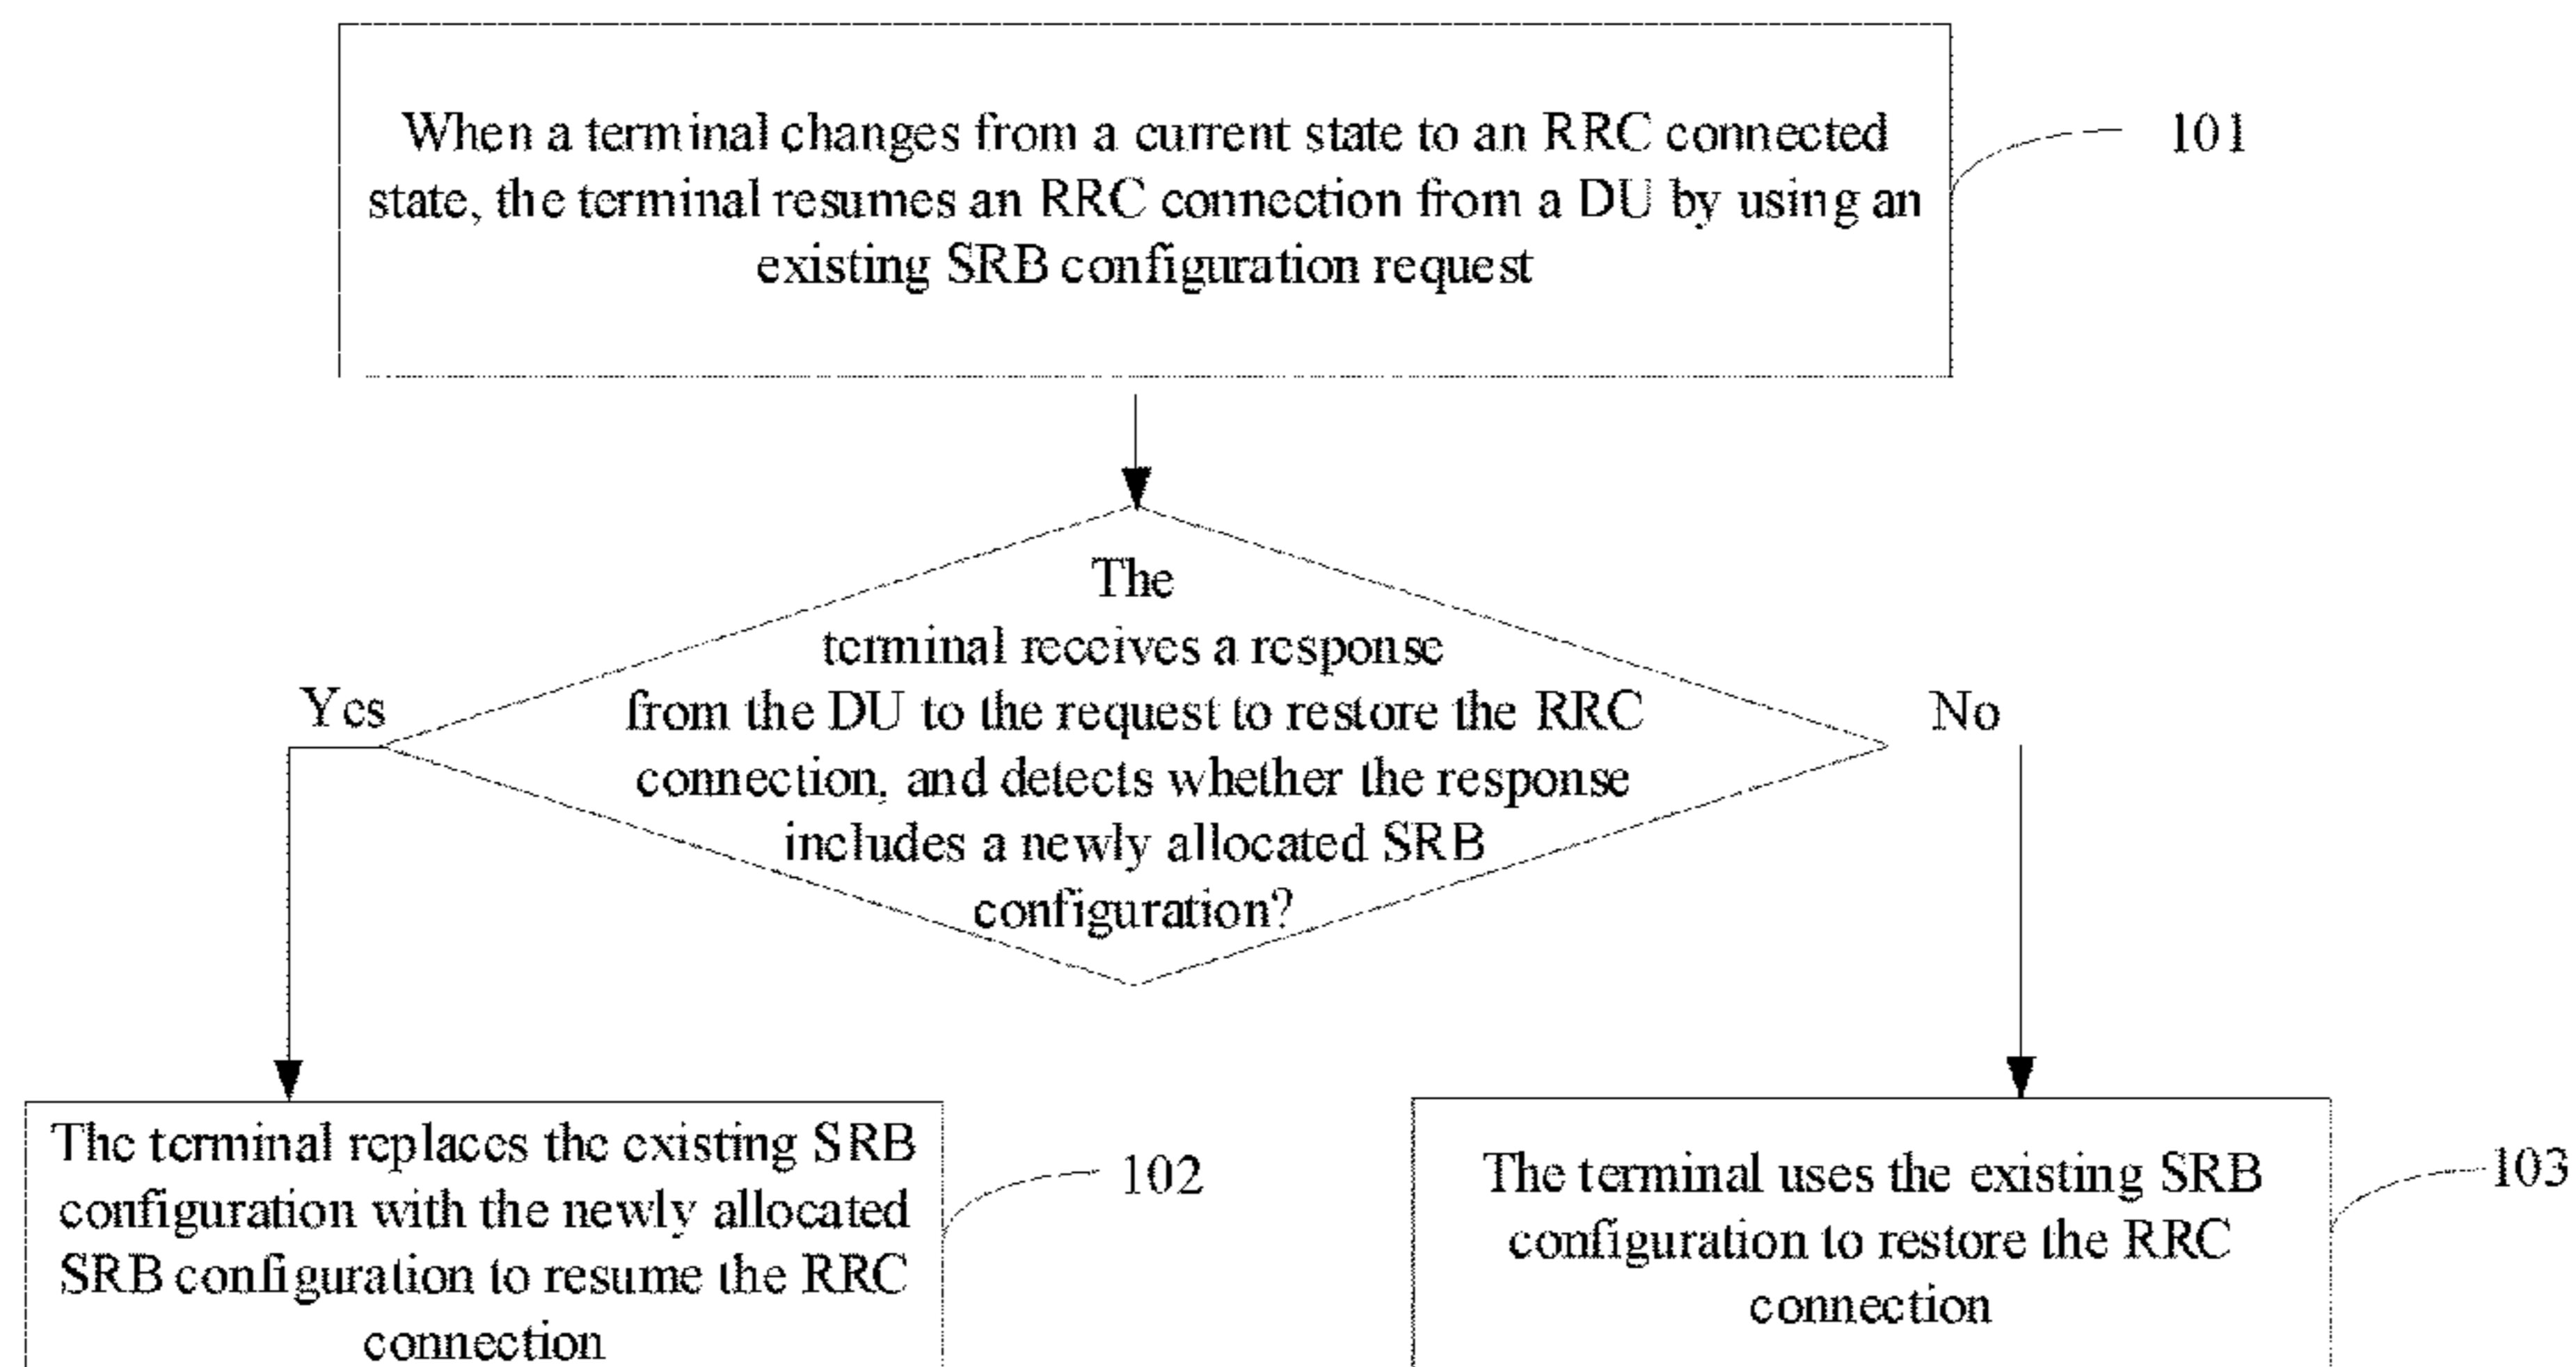 When a terminal changes from a current state to an RRC connected
state, the terminal resumes an RRC connection from a DU by using an
existing SRB configuration request
101
The
terminal receives a response
from the DU to the request to restore the RRC
connection, and detects whether the response
includes a newly allocated SRB
configuration?
Yes
No
The terminal replaces the existing SRB
configuration with the newly allocated
SRB configuration to resume the RRC
connection
102
The terminal uses the existing SRB
configuration to restore the RRC
connection
103